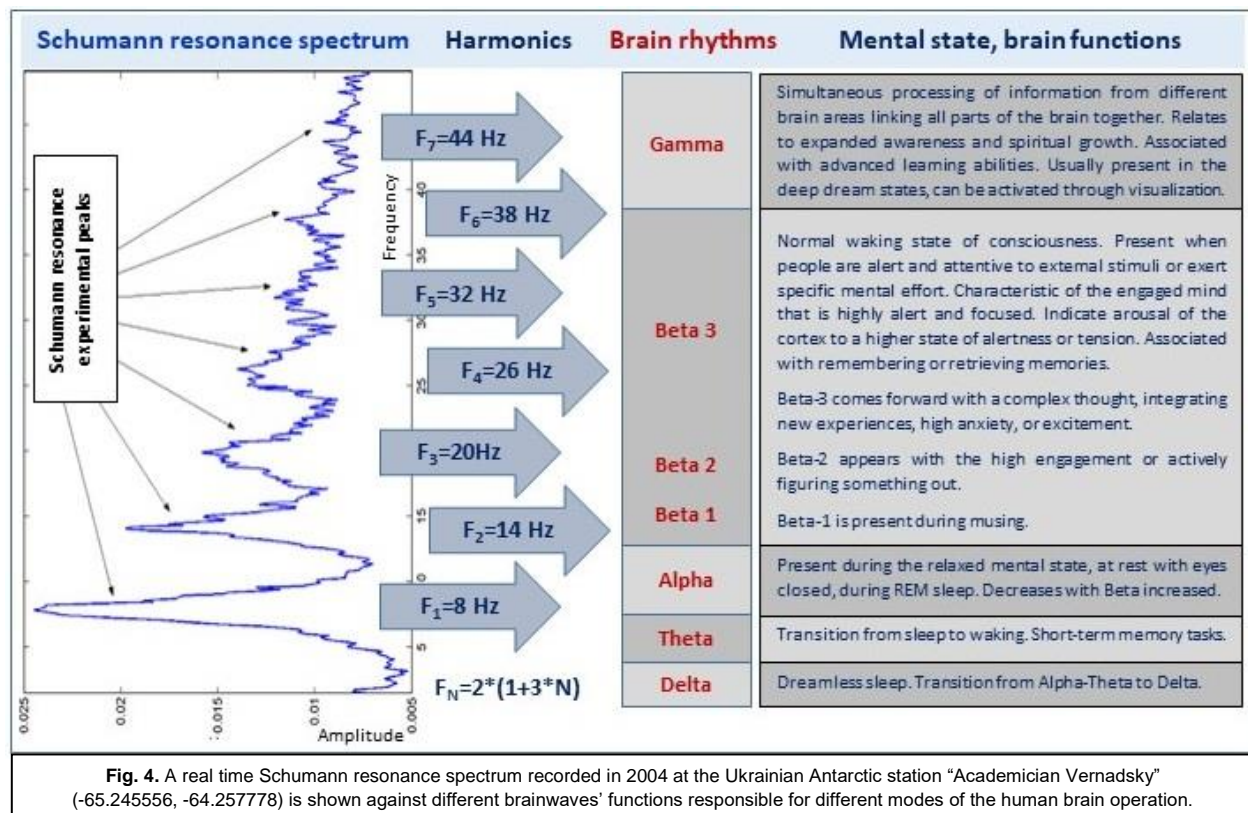 Schumann resonance spectrum
Harmonics
Brain rhythms
Mental state, brain functions
Schumann resonance
experimental peaks
Frequency
40
35
30
25
15
10
5
0.025
0.02
0.015
0.01
0.005
Amplitude
F7=44 Hz
F6=38 Hz
F5=32 Hz
F4=26 Hz
F3=20Hz
F2=14 Hz
F1=8 Hz
FN=2*(1+3*N)
Gamma
Beta 3
Beta 2
Beta 1
Alpha
Theta
Delta
Simultaneous processing of information from different
brain areas linking all parts of the brain together. Relates
to expanded awareness and spiritual growth. Associated
with advanced learning abilities. Usually present in the
deep dream states, can be activated through visualization.
Normal waking state of consciousness. Present when
people are alert and attentive to external stimuli or exert
specific mental effort. Characteristic of the engaged mind
that is highly alert and focused. Indicate arousal of the
cortex to a higher state of alertness or tension. Associated
with remembering or retrieving memories.
Beta-3 comes forward with a complex thought, integrating
new experiences, high anxiety, or excitement.
Beta-2 appears with the high engagement or actively
figuring something out.
Beta-1 is present during musing.
Present during the relaxed mental state, at rest with eyes
closed, during REM sleep. Decreases with Beta increased.
Transition from sleep to waking. Short-term memory tasks.
Dreamless sleep. Transition from Alpha-Theta to Delta.
Fig. 4. A real time Schumann resonance spectrum recorded in 2004 at the Ukrainian Antarctic station “Academician Vernadsky”
(-65.245556, -64.257778) is shown against different brainwaves’ functions responsible for different modes of the human brain operation.